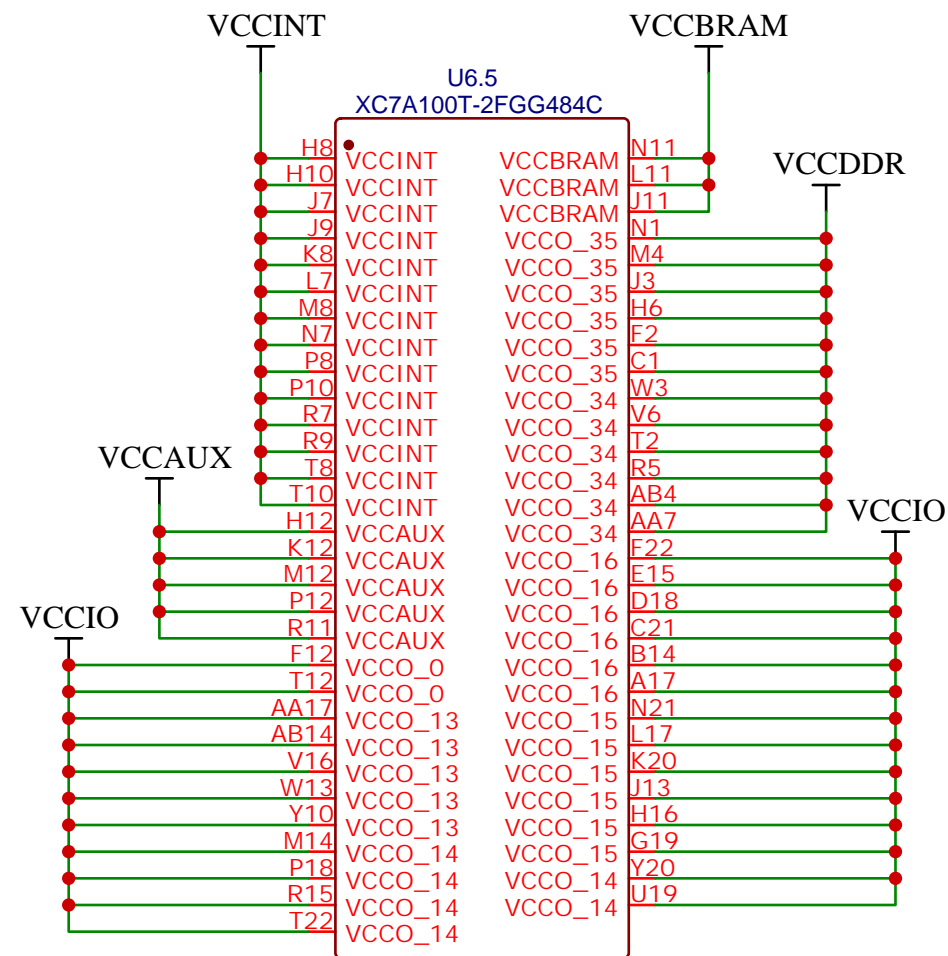 VCCINT VCCBRAM
U6.5
XC7A100T-2FGG484C
H8 VCCINT VCCBRAM N11
H10 VCCINT VCCBRAM L11
VCCDDR
J7 VCCINT VCCBRAM J11
J9 VCCINT VCCO_35 N1
K8 VCCINT VCCO_35 M4
L7 VCCINT VCCO_35 J3
M8 VCCINT VCCO_35 H6
N7 VCCINT VCCO_35 F2
P8 VCCINT VCCO_35 C1
P10 VCCINT VCCO_34 W3
R7 VCCINT VCCO_34 V6
R9 VCCINT VCCO_34 T2
VCCAUX
T8 VCCINT VCCO_34 R5
T10 VCCINT VCCO_34 AB4
VCCIO
H12 VCCAUX VCCO_34 AA7
K12 VCCAUX VCCO_16 F22
M12 VCCAUX VCCO_16 E15
P12 VCCAUX VCCO_16 D18
VCCIO
R11 VCCAUX VCCO_16 C21
F12 VCCO_0 VCCO_16 B14
T12 VCCO_0 VCCO_16 A17
AA17 VCCO_13 VCCO_15 N21
AB14 VCCO_13 VCCO_15 L17
V16 VCCO_13 VCCO_15 K20
W13 VCCO_13 VCCO_15 J13
Y10 VCCO_13 VCCO_15 H16
M14 VCCO_14 VCCO_15 G19
P18 VCCO_14 VCCO_14 Y20
R15 VCCO_14 VCCO_14 U19
T22 VCCO_14